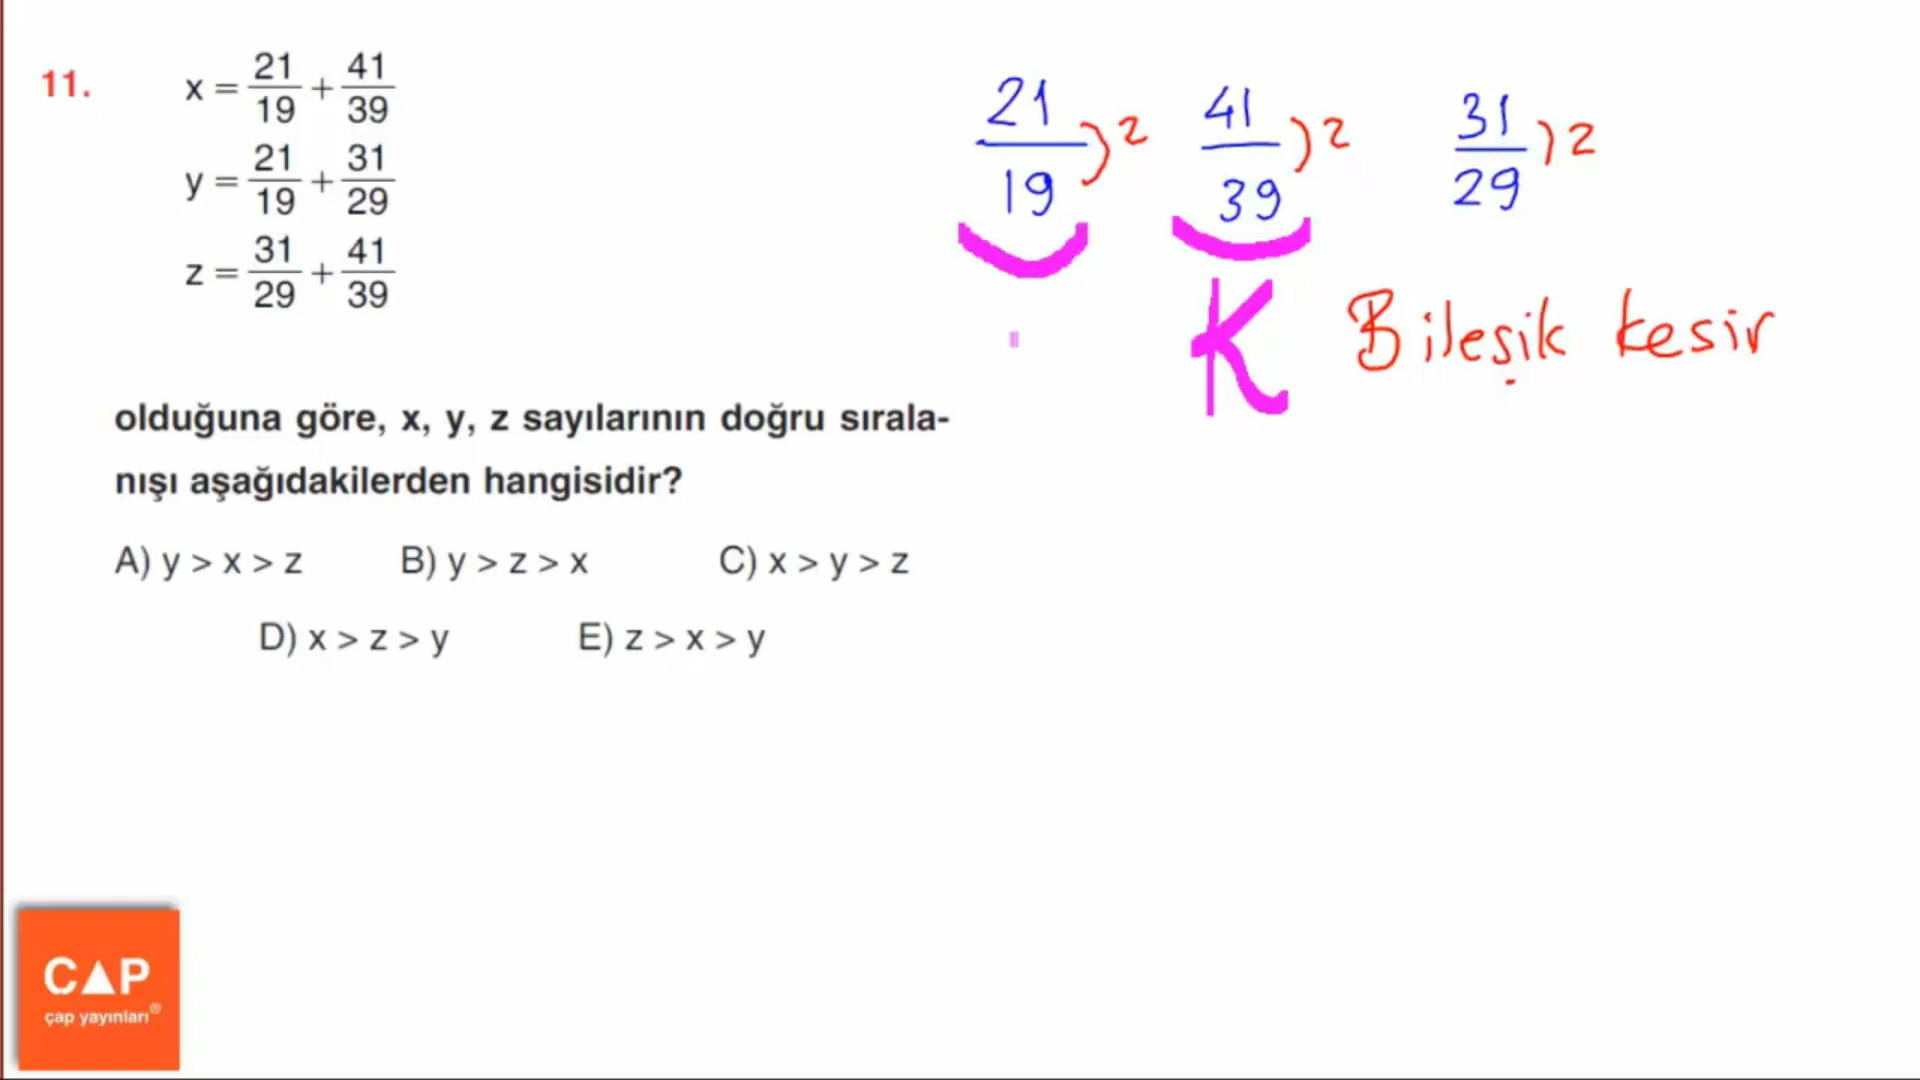 11.
x = 21/19 + 41/39
y = 21/19 + 31/29
z = 31/29 + 41/39
olduğuna göre, x, y, z sayılarının doğru sırala-
nışı aşağıdakilerden hangisidir?
A) y > x > z B) y > z > x C) x > y > z
D) x > z > y E) z > x > y
21/19 )2 41/39 )2 31/29 )2
K Bileşik kesir
CAP
çap yayınları®